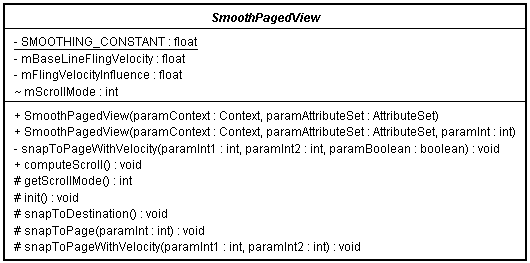 SmoothPagedView
- SMOOTHING_CONSTANT : float
- mBaseLineFlingVelocity : float
- mFlingVelocityInfluence : float
~ mScrollMode : int
+ SmoothPagedView(paramContext : Context, paramAttributeSet : AttributeSet)
+ SmoothPagedView(paramContext : Context, paramAttributeSet : AttributeSet, paramInt : int)
- snapToPageWithVelocity(paramInt1 : int, paramInt2 : int, paramBoolean : boolean) : void
+ computeScroll() : void
# getScrollMode() : int
# init() : void
# snapToDestination() : void
# snapToPage(paramInt : int) : void
# snapToPageWithVelocity(paramInt1 : int, paramInt2 : int) : void